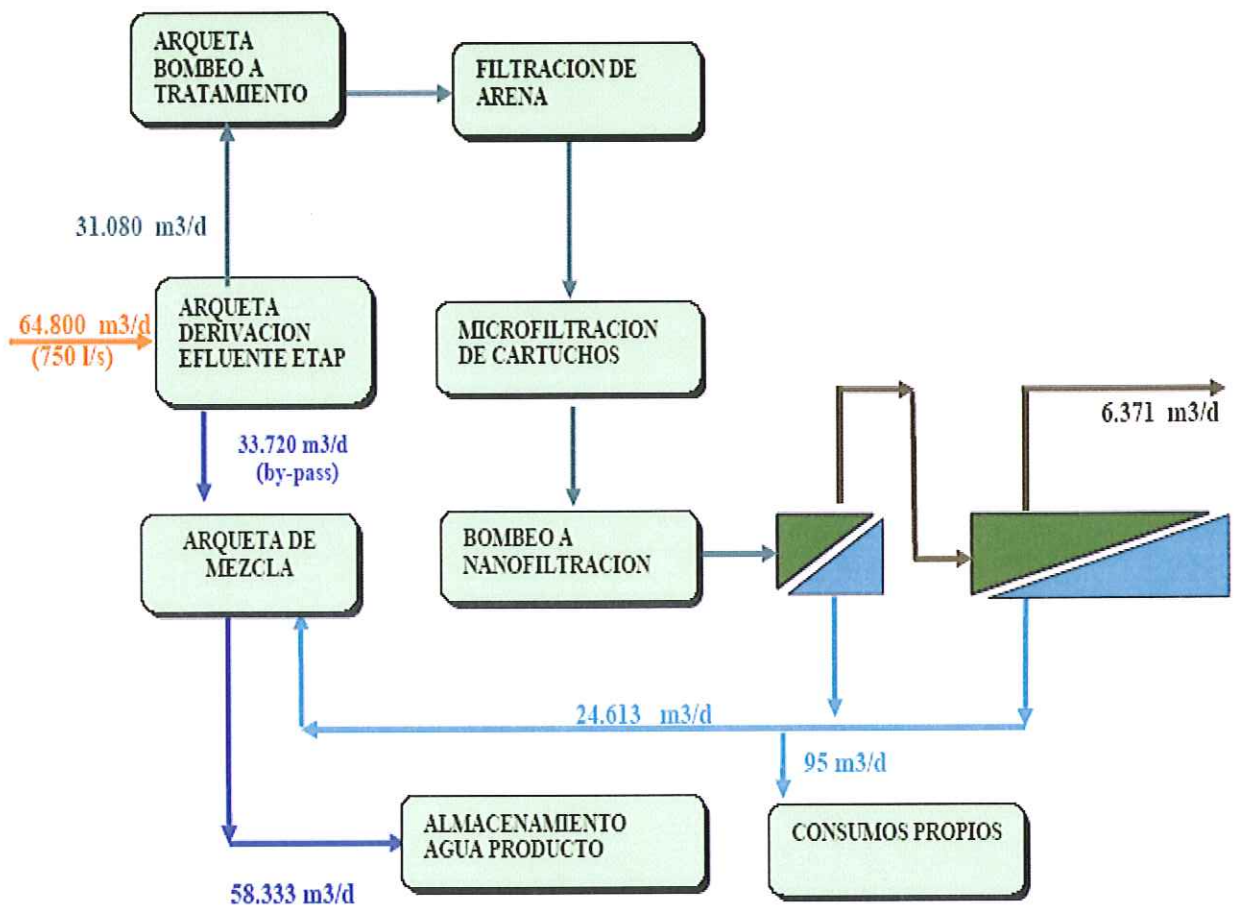 ARQUETA
BOMBEO A
TRATAMIENTO
FILTRACION DE
ARENA
31.080 m3/d
64.800 m3/d
(750 l/s)
ARQUETA
DERIVACION
EFLUENTE ETAP
MICROFILTRACION
DE CARTUCHOS
6.371 m3/d
33.720 m3/d
(by-pass)
ARQUETA DE
MEZCLA
BOMBEO A
NANOFILTRACION
24.613 m3/d
95 m3/d
ALMACENAMIENTO
AGUA PRODUCTO
CONSUMOS PROPIOS
58.333 m3/d